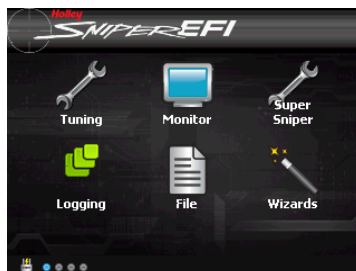 Holley
SNIPER EFI
Tuning
Monitor
Super
Sniper
Logging
File
Wizards